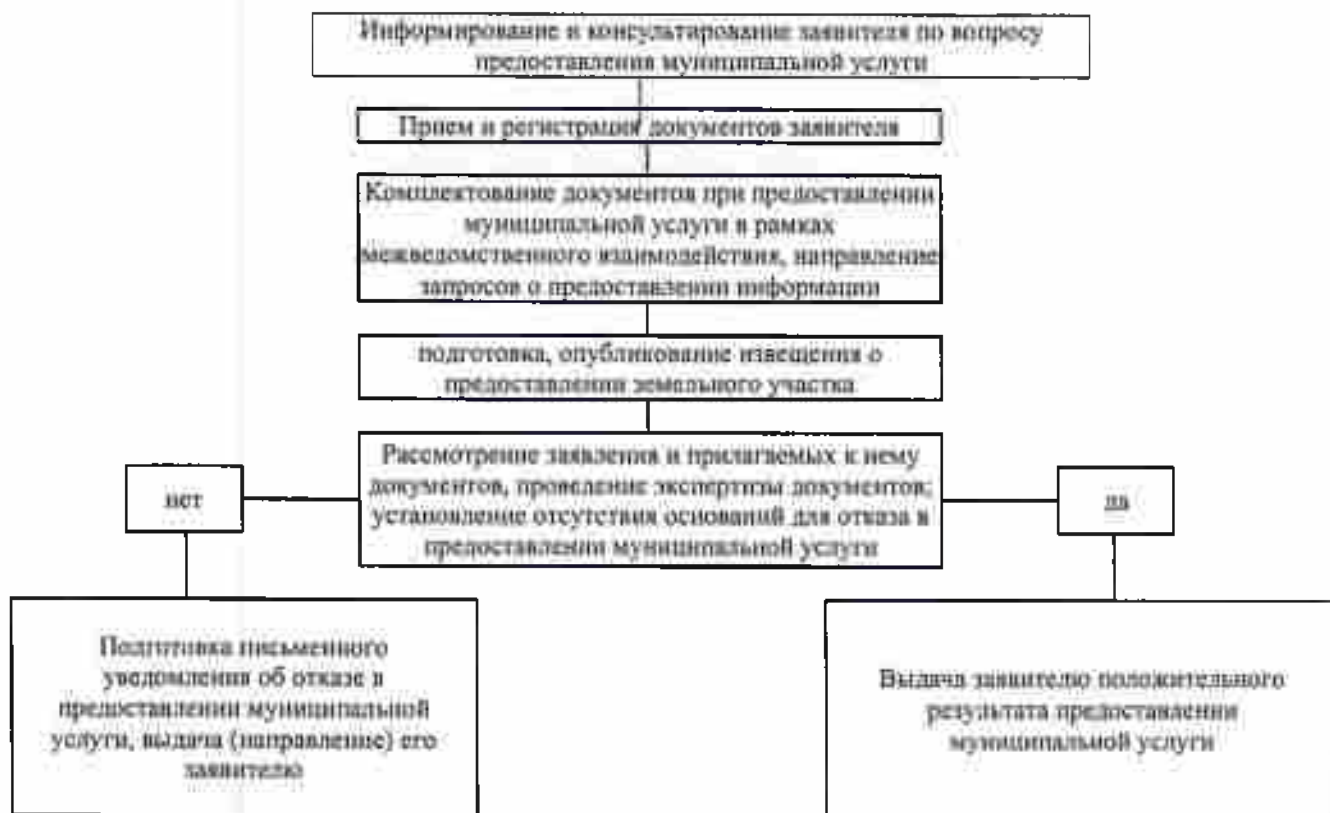 Информирование и консультирование заявителя по вопросу
предоставления муниципальной услуги
Прием и регистрация документов заявителя
Комплектование документов при предоставлении
муниципальной услуги в рамках
межведомственного взаимодействия, направление
запросов о предоставлении информации
подготовка, опубликование извещения о
предоставлении земельного участка
Рассмотрение заявления и прилагаемых к нему
документов, проведение экспертизы документов;
установление отсутствия оснований для отказа в
предоставлении муниципальной услуги
нет
да
Подготовка письменного
уведомления об отказе в
предоставлении муниципальной
услуги, выдача (направление) его
заявителю
Выдача заявителю положительного
результата предоставлении
муниципальной услуги